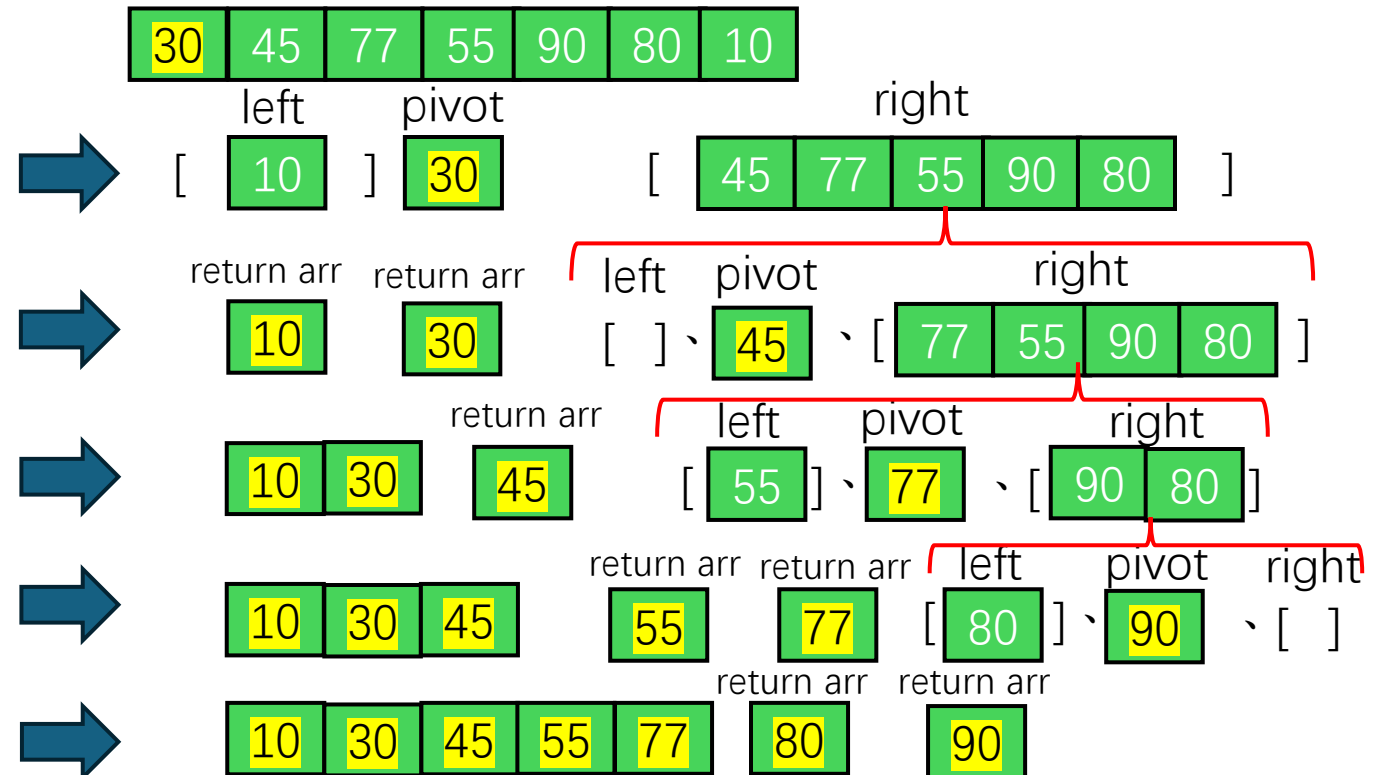 30 45 77 55 90 80 10
left pivot right
[ 10 ] 30 [ 45 77 55 90 80 ]
return arr return arr left pivot right
10 30 [ ]、 45 、[ 77 55 90 80 ]
return arr left pivot right
10 30 45 [ 55 ]、 77 、[ 90 80 ]
return arr return arr left pivot right
10 30 45 55 77 [ 80 ]、 90 、[ ]
return arr return arr
10 30 45 55 77 80 90